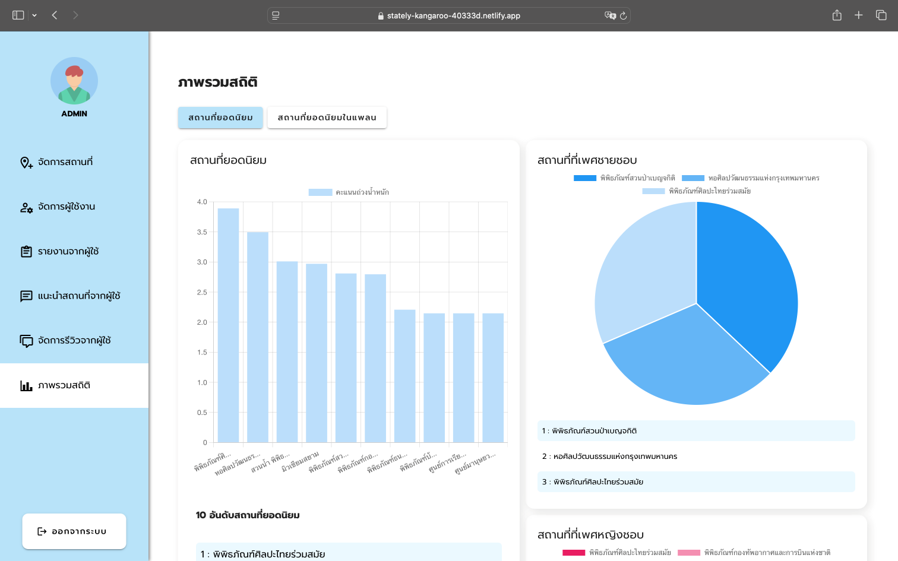 stately-kangaroo-40333d.netlify.app
ADMIN
จัดการสถานที่
จัดการผู้ใช้งาน
รายงานจากผู้ใช้
แนะนำสถานที่จากผู้ใช้
จัดการรีวิวจากผู้ใช้
ภาพรวมสถิติ
ออกจากระบบ
ภาพรวมสถิติ
สถานที่ยอดนิยม
สถานที่ยอดนิยมในแพลน
สถานที่ยอดนิยม
คะแนนถ่วงน้ำหนัก
4.0
3.5
3.0
2.5
2.0
1.5
1.0
0.5
0
พิพิธภัณฑ์ศิ...
หอศิลปวัฒนธร...
สวนน้ำ พิพิธ...
มิวเซียมสยาม
พิพิธภัณฑ์สว...
พิพิธภัณฑ์กอ...
พิพิธภัณฑ์ธน...
ศูนย์การเรีย...
ศูนย์มานุษยว...
10 อันดับสถานที่ยอดนิยม
1 : พิพิธภัณฑ์ศิลปะไทยร่วมสมัย
สถานที่ที่เพศชายชอบ
พิพิธภัณฑ์สวนป่าเบญจกิติ
หอศิลปวัฒนธรรมแห่งกรุงเทพมหานคร
พิพิธภัณฑ์ศิลปะไทยร่วมสมัย
1 : พิพิธภัณฑ์สวนป่าเบญจกิติ
2 : หอศิลปวัฒนธรรมแห่งกรุงเทพมหานคร
3 : พิพิธภัณฑ์ศิลปะไทยร่วมสมัย
สถานที่ที่เพศหญิงชอบ
พิพิธภัณฑ์ศิลปะไทยร่วมสมัย
พิพิธภัณฑ์กองทัพอากาศและการบินแห่งชาติ